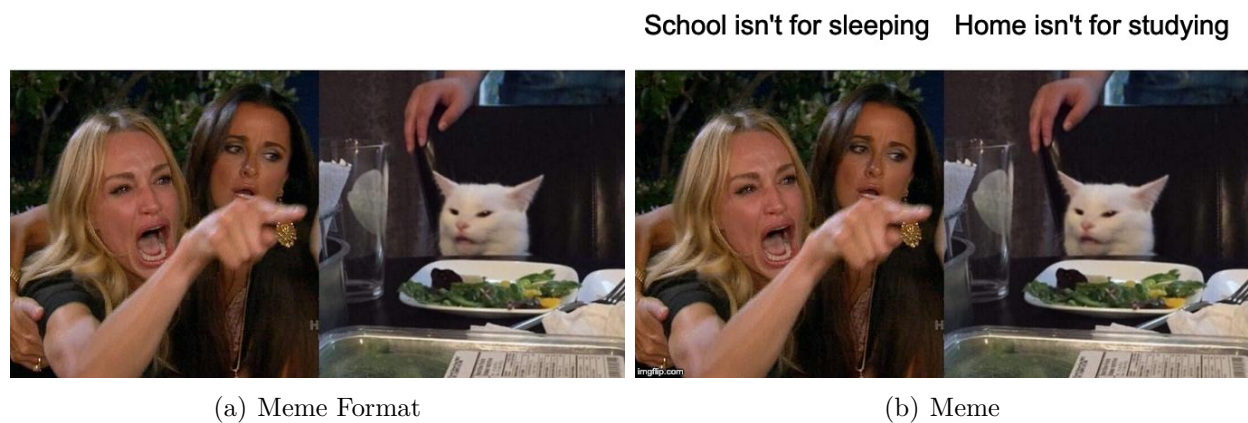 School isn't for sleeping Home isn't for studying
imgflip.com
(a) Meme Format
(b) Meme